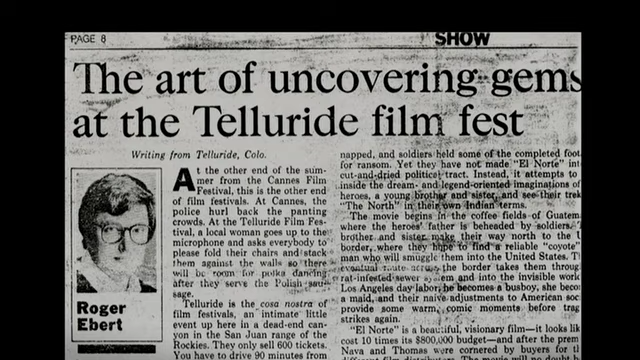 PAGE 8
SHOW
The art of uncovering gems
at the Telluride film fest
Writing from Telluride, Colo.
At the other end of the sum-
mer from the Cannes Film
Festival, this is the other end
of film festivals. At Cannes, the
police hurl back the panting
crowds. At the Telluride Film Fes-
tival, a local woman goes up to the
microphone and asks everybody to
please fold their chairs and stack
them against the walls so there
will be room for polka dancing
after they serve the Polish sau-
sage.
Telluride is the cosa nostra of
film festivals, an intimate little
event up here in a dead-end can-
yon in the San Juan range of the
Rockies. They only sell 600 tickets.
You have to drive 90 minutes from
Roger
Ebert
napped, and soldiers held some of the completed foot
for ransom. Yet they have not made "El Norte" int
cut-and-dried political tract. Instead, it attempts to
inside the dream- and legend-oriented imaginations of
heroes, a young brother and sister, and see their trek
"The North" in their own Indian terms.
The movie begins in the coffee fields of Guatem
where the heroes' father is beheaded by soldiers. T
brother and sister make their way north to the U
border, where they hope to find a reliable "coyote"
man who will smuggle them into the United States. T
eventual route across the border takes them throug
rat-infested sewer system and into the invisible work
Los Angeles day labor; he becomes a busboy, she beco
a maid, and their naive adjustments to American soc
provide some warm, comic moments before trag
strikes again.
"El Norte" is a beautiful, visionary film—it looks lik
cost 10 times its $800,000 budget—and after the prem
Nava and Thomas were cornered by buyers for t